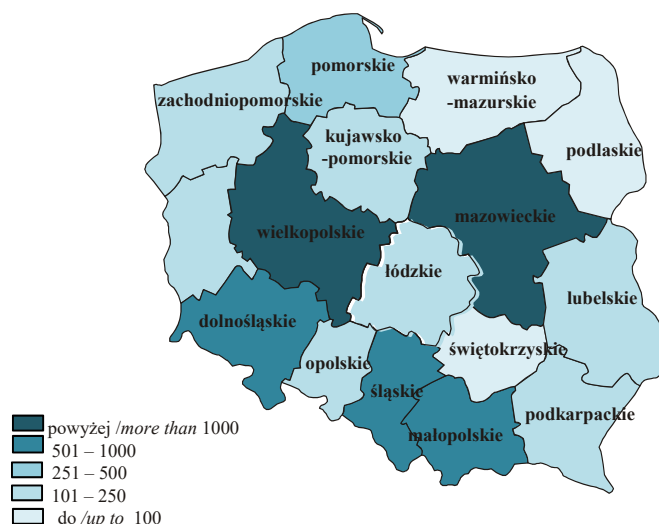 pomorskie
warmińsko
-mazurskie
zachodniopomorskie
kujawsko
-pomorskie
podlaskie
mazowieckie
wielkopolskie
łódzkie
lubelskie
dolnośląskie
świętokrzyskie
opolskie
śląskie
podkarpackie
małopolskie
powyżej /more than 1000
501 – 1000
251 – 500
101 – 250
do /up to 100